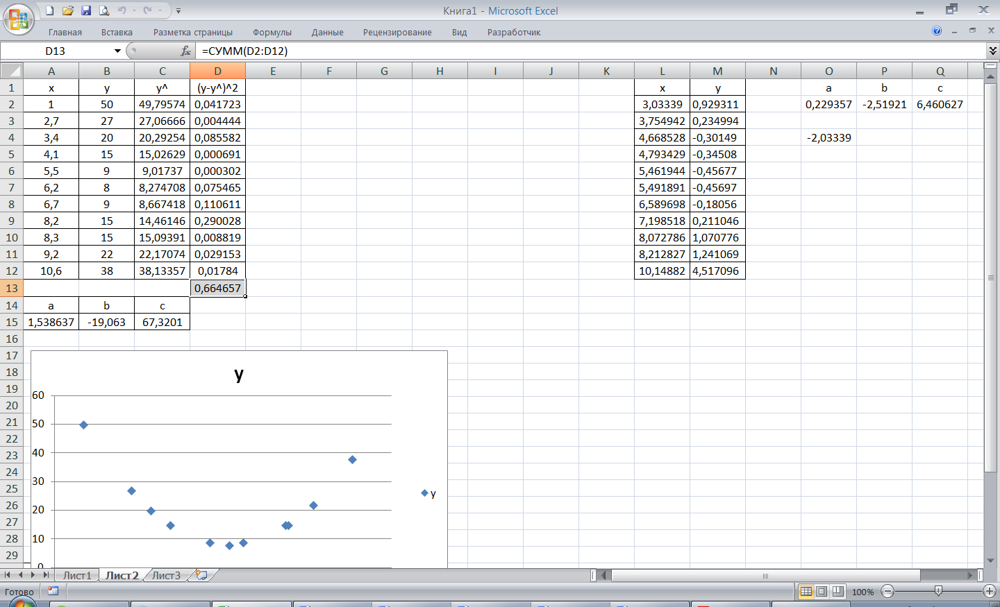 Книга1 - Microsoft Excel
Главная Вставка Разметка страницы Формулы Данные Рецензирование Вид Разработчик
D13 fx =СУММ(D2:D12)
A B C D E F G H I J K L M N O P Q
1 x y y^ (y-y^)^2 x y a b c
2 1 50 49,79574 0,041723 3,03339 0,929311 0,229357 -2,51921 6,460627
3 2,7 27 27,06666 0,004444 3,754942 0,234994
4 3,4 20 20,29254 0,085582 4,668528 -0,30149 -2,03339
5 4,1 15 15,02629 0,000691 4,793429 -0,34508
6 5,5 9 9,01737 0,000302 5,461944 -0,45677
7 6,2 8 8,274708 0,075465 5,491891 -0,45697
8 6,7 9 8,667418 0,110611 6,589698 -0,18056
9 8,2 15 14,46146 0,290028 7,198518 0,211046
10 8,3 15 15,09391 0,008819 8,072786 1,070776
11 9,2 22 22,17074 0,029153 8,212827 1,241069
12 10,6 38 38,13357 0,01784 10,14882 4,517096
13 0,664657
14 a b c
15 1,538637 -19,063 67,3201
16
17
18 y
19
20 60
21 50
22
23 40
24
25 30 y
26 20
27
28 10
29 0
Лист1 Лист2 Лист3
Готово 100%